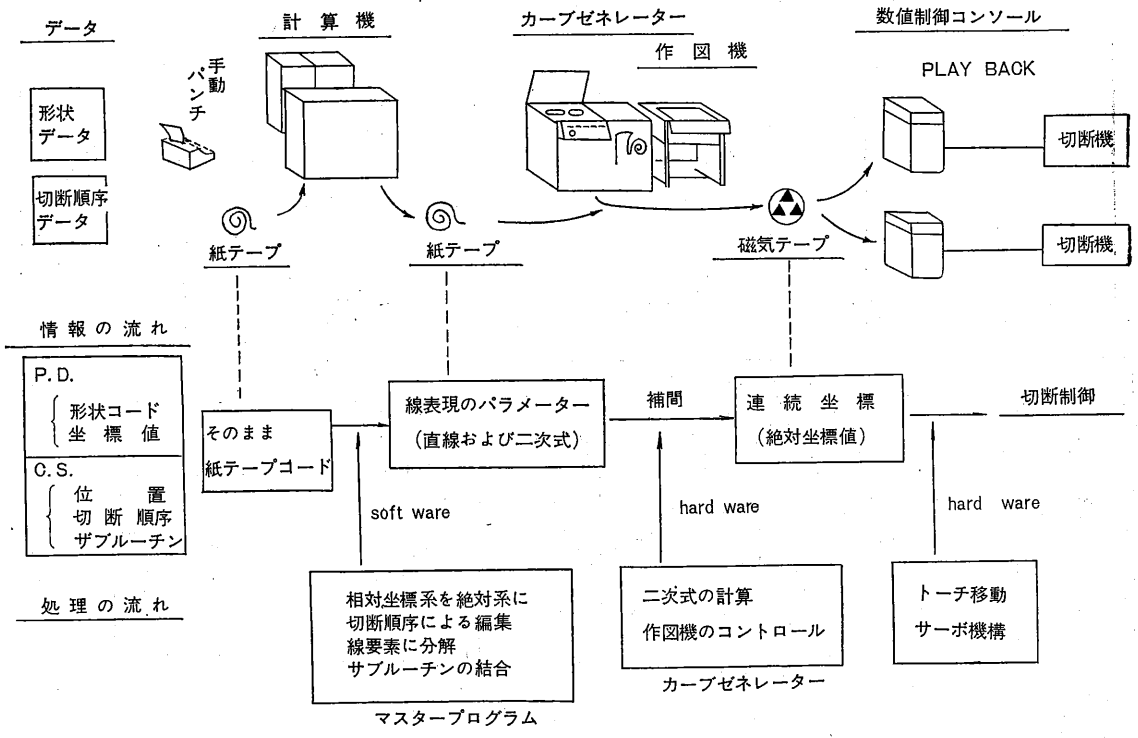 データ
計算機
カーブゼネレーター
数値制御コンソール
手動
パンチ
作図機
PLAY BACK
形状
データ
切断機
切断順序
データ
紙テープ
紙テープ
磁気テープ
切断機
情報の流れ
P.D.
形状コード
座標値
C.S.
位置
切断順序
ザブルーチン
そのまま
紙テープコード
線表現のパラメーター
(直線および二次式)
補間
連続坐標
(絶対坐標値)
切断制御
soft ware
hard ware
hard ware
処理の流れ
相対坐標系を絶対系に
切断順序による編集
線要素に分解
サブルーチンの結合
マスタープログラム
二次式の計算
作図機のコントロール
カーブゼネレーター
トーチ移動
サーボ機構